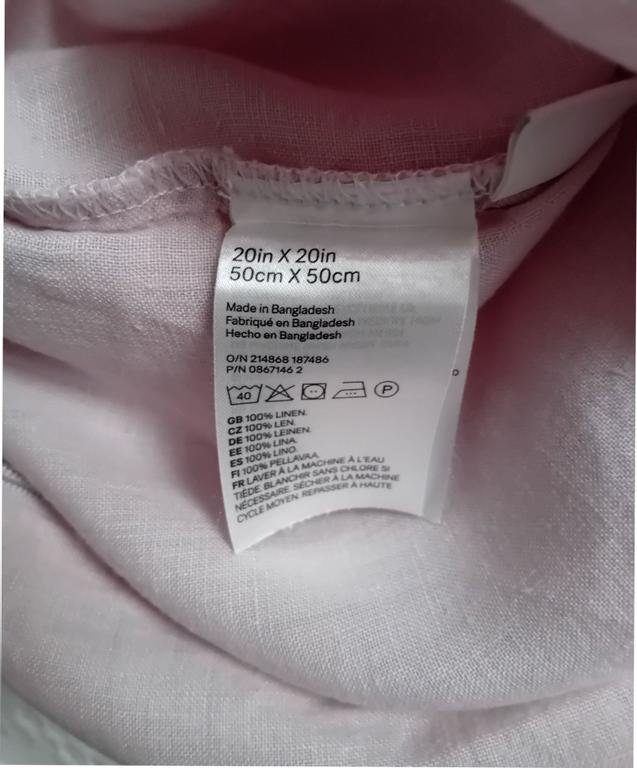 20in X 20in
50cm X 50cm
Made in Bangladesh
Fabriqué en Bangladesh
Hecho en Bangladesh
O/N 214868 187486
P/N 0867146 2
40 P
GB 100% LINEN.
CZ 100% LEN.
DE 100% LEINEN.
EE 100% LINA.
ES 100% LINO.
FI 100% PELLAVAA.
FR LAVER À LA MACHINE À L'EAU
TIÈDE. BLANCHIR SANS CHLORE SI
NÉCESSAIRE. SÉCHER À LA MACHINE
CYCLE MOYEN. REPASSER À HAUTE